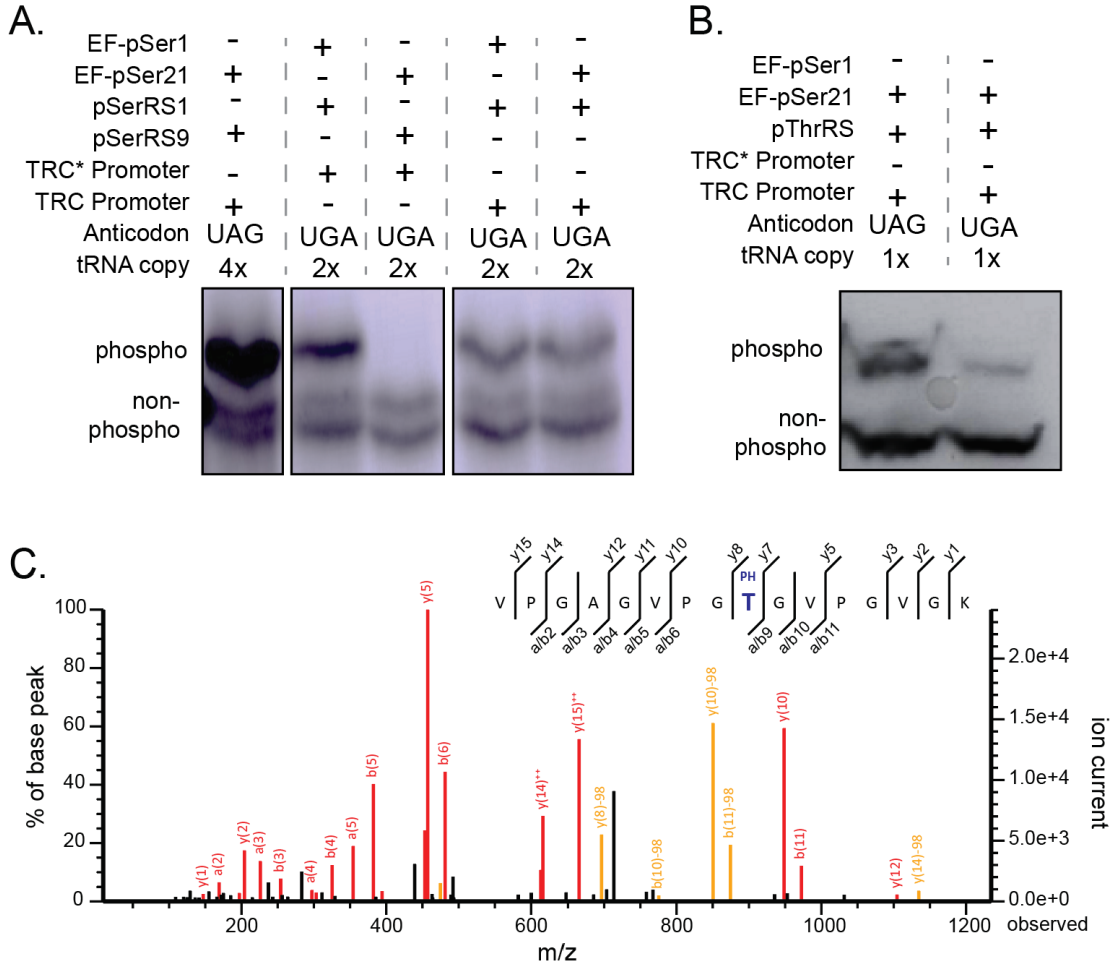 A.
EF-pSer1 - + - + -
EF-pSer21 + - + - +
pSerRS1 - + - + +
pSerRS9 + - + - -
TRC* Promoter - + + - -
TRC Promoter + - - + +
Anticodon UAG UGA UGA UGA UGA
tRNA copy 4x 2x 2x 2x 2x
phospho
non-
phospho
B.
EF-pSer1 - -
EF-pSer21 + +
pThrRS + +
TRC* Promoter - -
TRC Promoter + +
Anticodon UAG UGA
tRNA copy 1x 1x
phospho
non-
phospho
C.
y15 y14 y12 y11 y10 y8 y7 y5 y3 y2 y1
PH
V P G A G V P G T G V P G V G K
a/b2 a/b3 a/b4 a/b5 a/b6 a/b9 a/b10 a/b11
% of base peak
100
80
60
40
20
0
y(1)
a(2)
y(2)
a(3)
b(3)
a(4)
b(4)
a(5)
b(5)
y(5)
b(6)
y(14)++
y(15)++
y(8)-98
b(10)-98
y(10)-98
b(11)-98
y(10)
b(11)
y(12)
y(14)-98
2.0e+4
1.5e+4
1.0e+4
5.0e+3
0.0e+0
ion current
200 400 600 800 1000 1200 observed
m/z